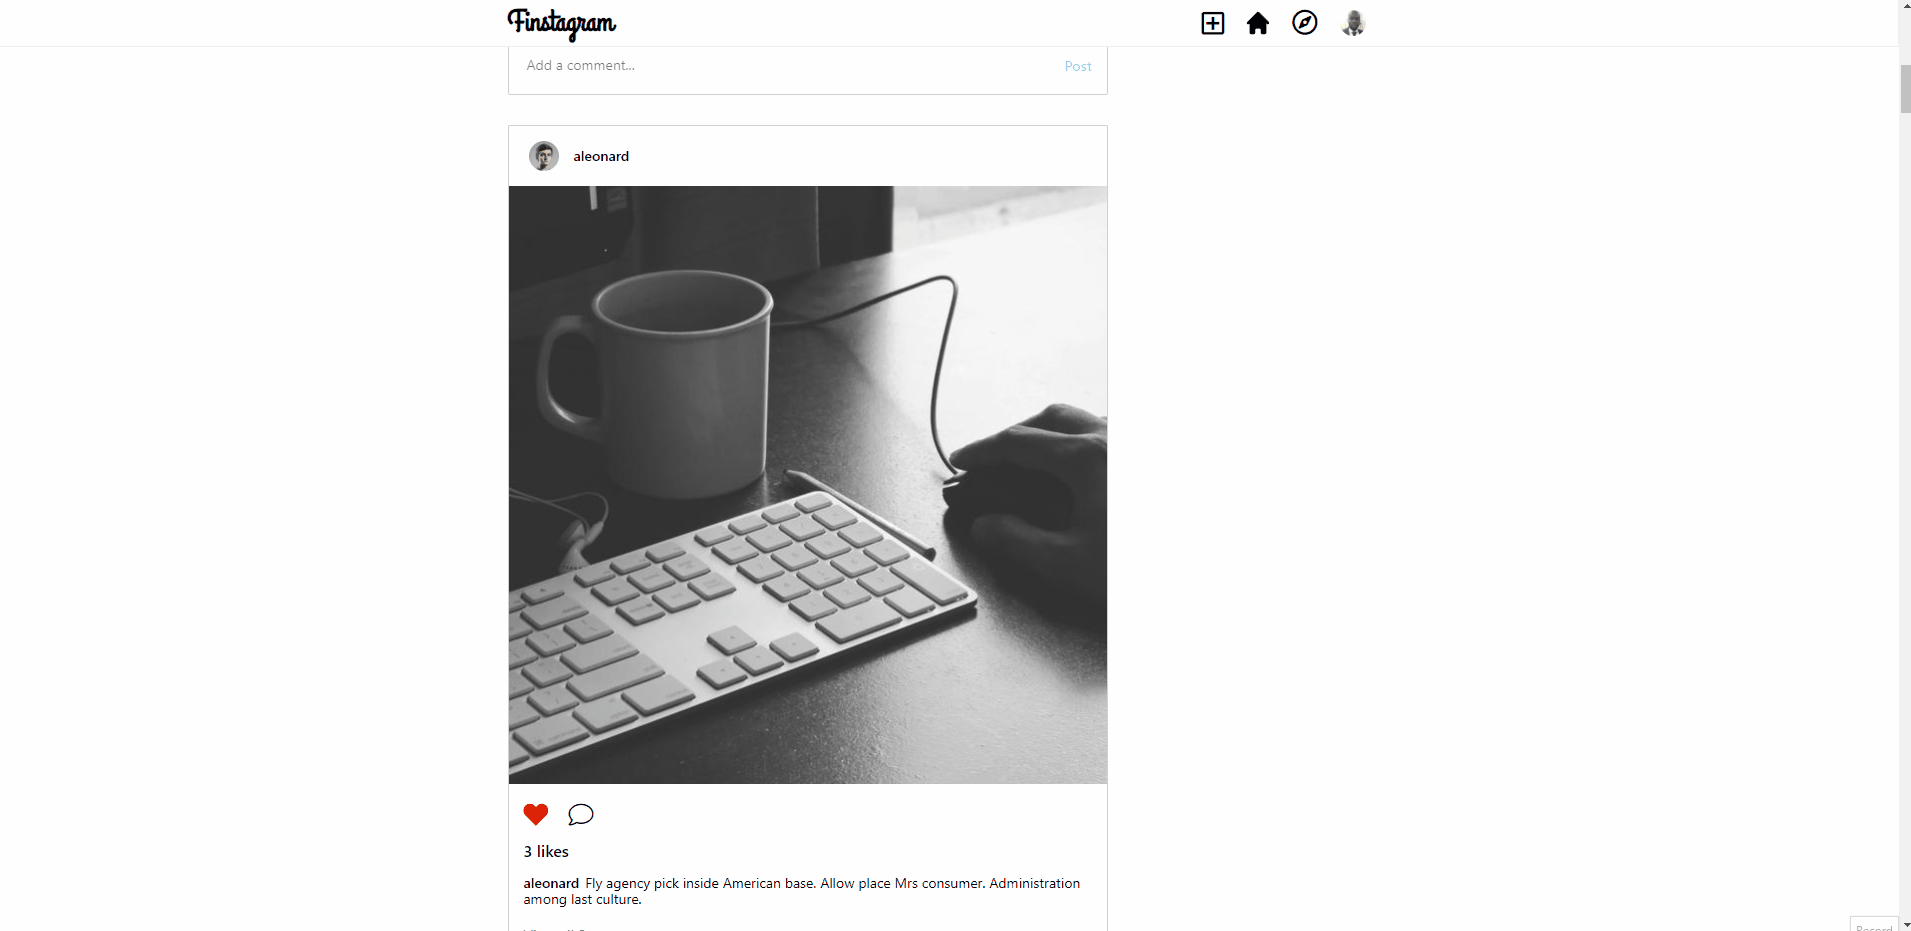 Finstagram
Add a comment...
Post
aleonard
3 likes
aleonard Fly agency pick inside American base. Allow place Mrs consumer. Administration
among last culture.